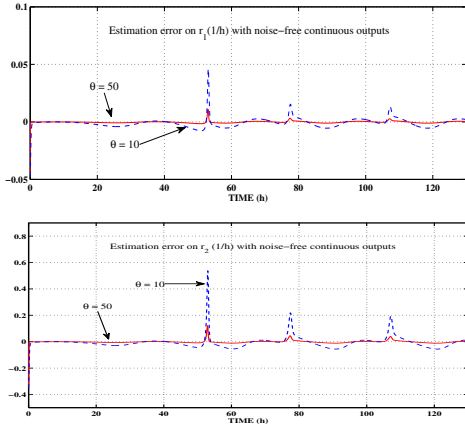 Estimation error on r1(1/h) with noise-free continuous outputs
0.1
0.05
0
−0.05
θ = 50
θ = 10
0 20 40 60 80 100 120
TIME (h)
Estimation error on r2 (1/h) with noise-free continuous outputs
0.8
0.6
0.4
0.2
0
−0.2
−0.4
θ = 10
θ = 50
0 20 40 60 80 100 120
TIME (h)